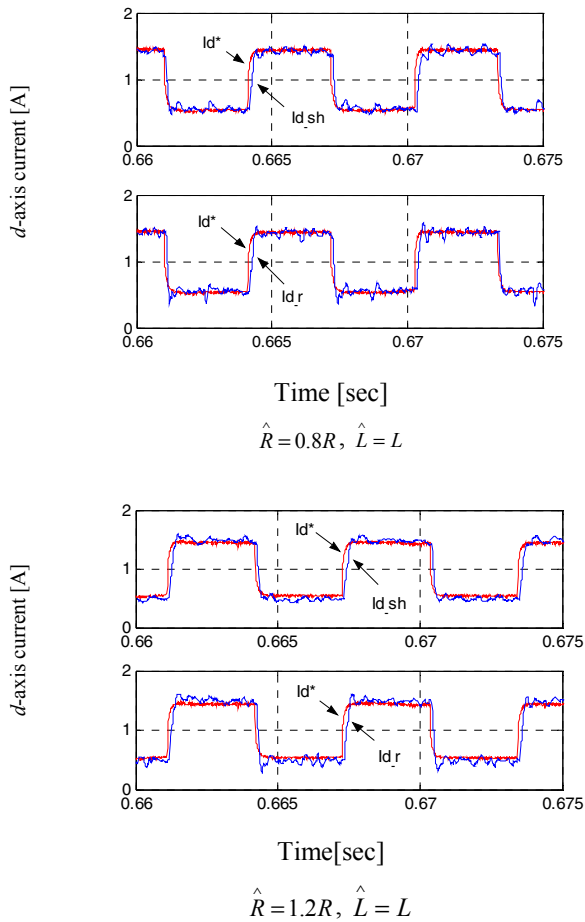 d-axis current [A]
2
1
0
Id*
Id_sh
0.66 0.665 0.67 0.675
2
1
0
Id*
Id_r
0.66 0.665 0.67 0.675
Time [sec]
R̂ = 0.8R, L̂ = L
d-axis current [A]
2
1
0
Id*
Id_sh
0.66 0.665 0.67 0.675
2
1
0
Id*
Id_r
0.66 0.665 0.67 0.675
Time[sec]
R̂ = 1.2R, L̂ = L